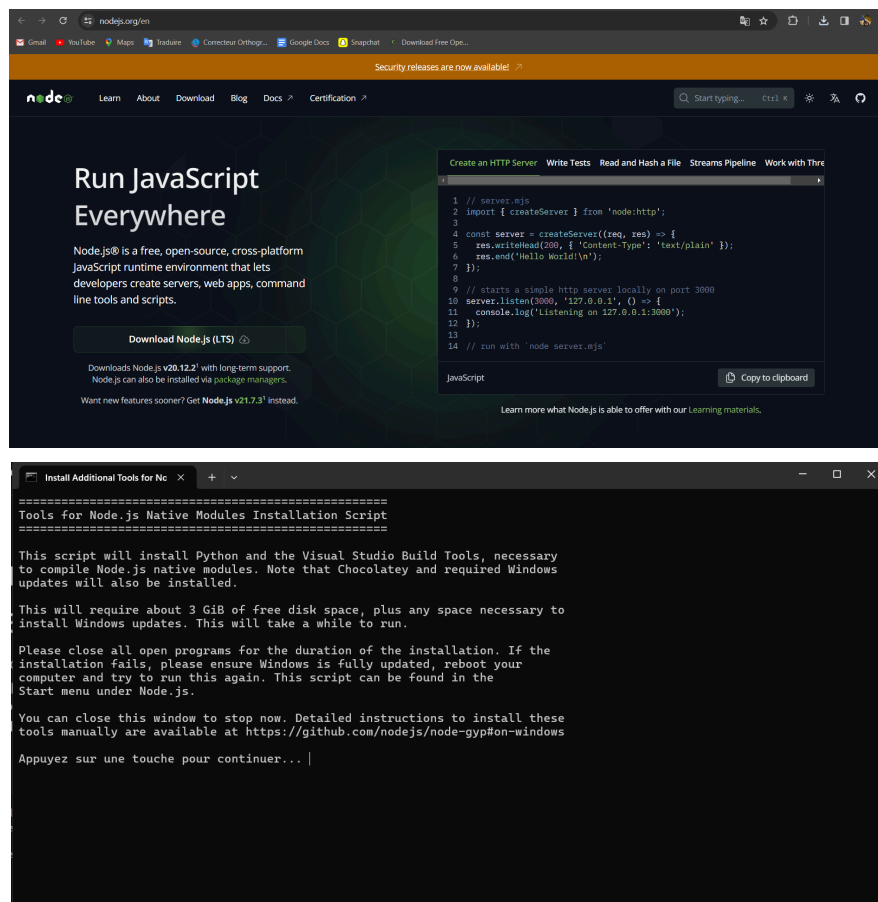 nodejs.org/en
Gmail YouTube Maps Traduire Correcteur Orthogr... Google Docs Snapchat Download Free Ope...
Security releases are now available! ↗
node Learn About Download Blog Docs ↗ Certification ↗ Start typing... Ctrl K
Run JavaScript
Everywhere
Node.js® is a free, open-source, cross-platform
JavaScript runtime environment that lets
developers create servers, web apps, command
line tools and scripts.
Download Node.js (LTS)
Downloads Node.js v20.12.2¹ with long-term support.
Node.js can also be installed via package managers.
Want new features sooner? Get Node.js v21.7.3¹ instead.
Create an HTTP Server Write Tests Read and Hash a File Streams Pipeline Work with Thre
1 // server.mjs
2 import { createServer } from 'node:http';
3
4 const server = createServer((req, res) => {
5   res.writeHead(200, { 'Content-Type': 'text/plain' });
6   res.end('Hello World!\n');
7 });
8
9 // starts a simple http server locally on port 3000
10 server.listen(3000, '127.0.0.1', () => {
11   console.log('Listening on 127.0.0.1:3000');
12 });
13
14 // run with `node server.mjs`
JavaScript Copy to clipboard
Learn more what Node.js is able to offer with our Learning materials.
Install Additional Tools for Nc × +
====================================================
Tools for Node.js Native Modules Installation Script
====================================================
This script will install Python and the Visual Studio Build Tools, necessary
to compile Node.js native modules. Note that Chocolatey and required Windows
updates will also be installed.
This will require about 3 GiB of free disk space, plus any space necessary to
install Windows updates. This will take a while to run.
Please close all open programs for the duration of the installation. If the
installation fails, please ensure Windows is fully updated, reboot your
computer and try to run this again. This script can be found in the
Start menu under Node.js.
You can close this window to stop now. Detailed instructions to install these
tools manually are available at https://github.com/nodejs/node-gyp#on-windows
Appuyez sur une touche pour continuer...